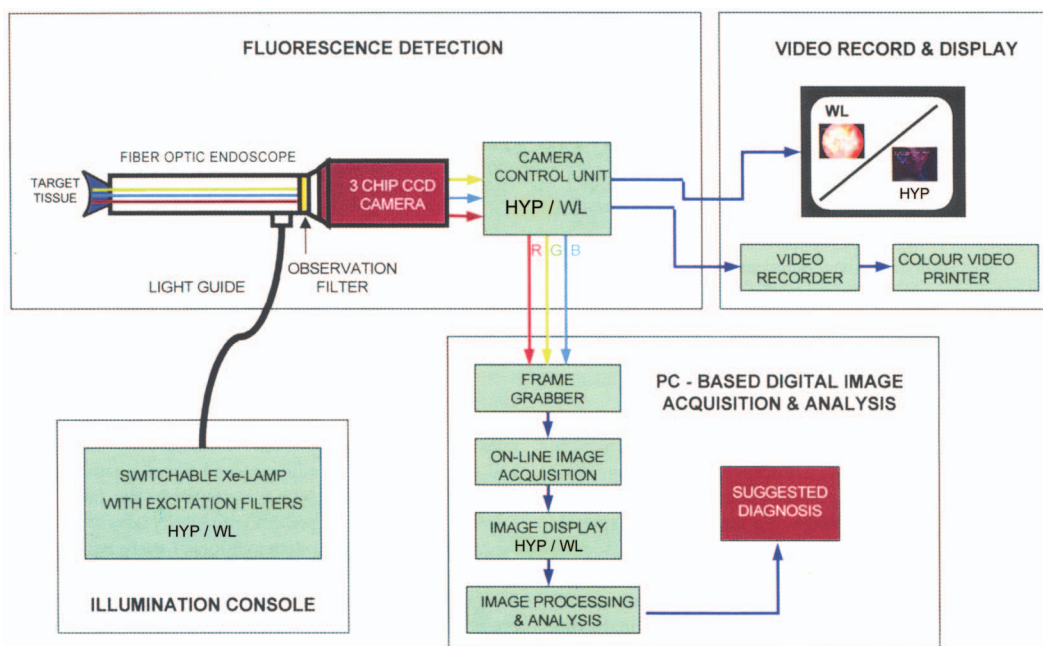 FLUORESCENCE DETECTION
FIBER OPTIC ENDOSCOPE
TARGET
TISSUE
3 CHIP CCD
CAMERA
CAMERA
CONTROL UNIT
HYP / WL
OBSERVATION
FILTER
LIGHT GUIDE
R G B
VIDEO RECORD & DISPLAY
WL
HYP
VIDEO
RECORDER
COLOUR VIDEO
PRINTER
SWITCHABLE Xe-LAMP
WITH EXCITATION FILTERS
HYP / WL
ILLUMINATION CONSOLE
PC - BASED DIGITAL IMAGE
ACQUISITION & ANALYSIS
FRAME
GRABBER
ON-LINE IMAGE
ACQUISITION
IMAGE DISPLAY
HYP / WL
IMAGE PROCESSING
& ANALYSIS
SUGGESTED
DIAGNOSIS